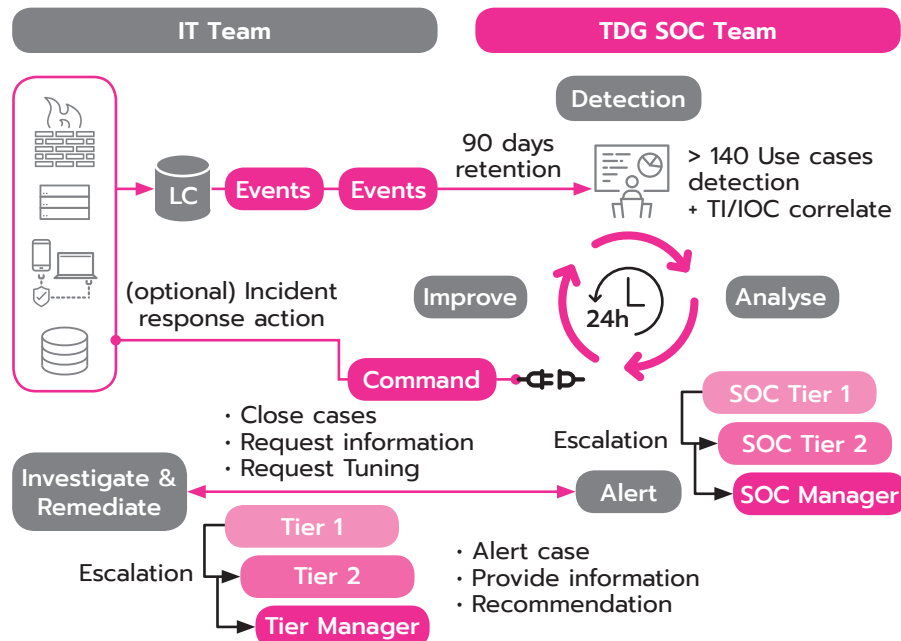 IT Team
TDG SOC Team
Detection
90 days
retention
> 140 Use cases
detection
+ TI/IOC correlate
LC
Events
Events
Improve
24h
Analyse
(optional) Incident
response action
Command
· Close cases
· Request information
· Request Tuning
Escalation
SOC Tier 1
SOC Tier 2
SOC Manager
Investigate &
Remediate
Alert
Escalation
Tier 1
Tier 2
Tier Manager
· Alert case
· Provide information
· Recommendation